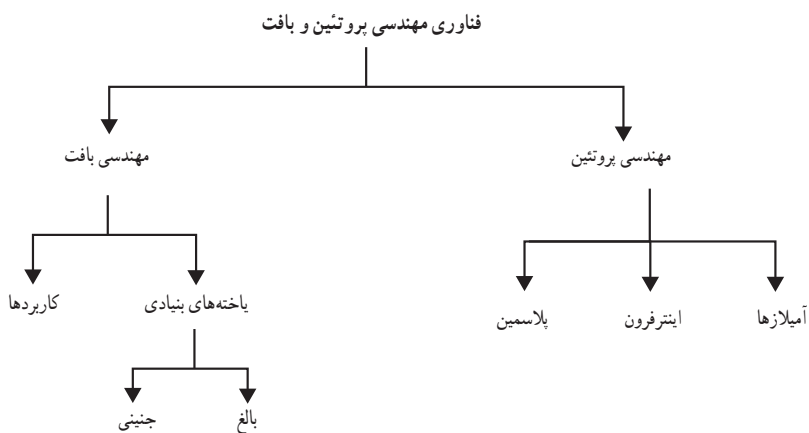 فناوری مهندسی پروتئین و بافت
مهندسی پروتئین
مهندسی بافت
آمیلازها
اینترفرون
پلاسمین
یاخته‌های بنیادی
کاربردها
بالغ
جنینی